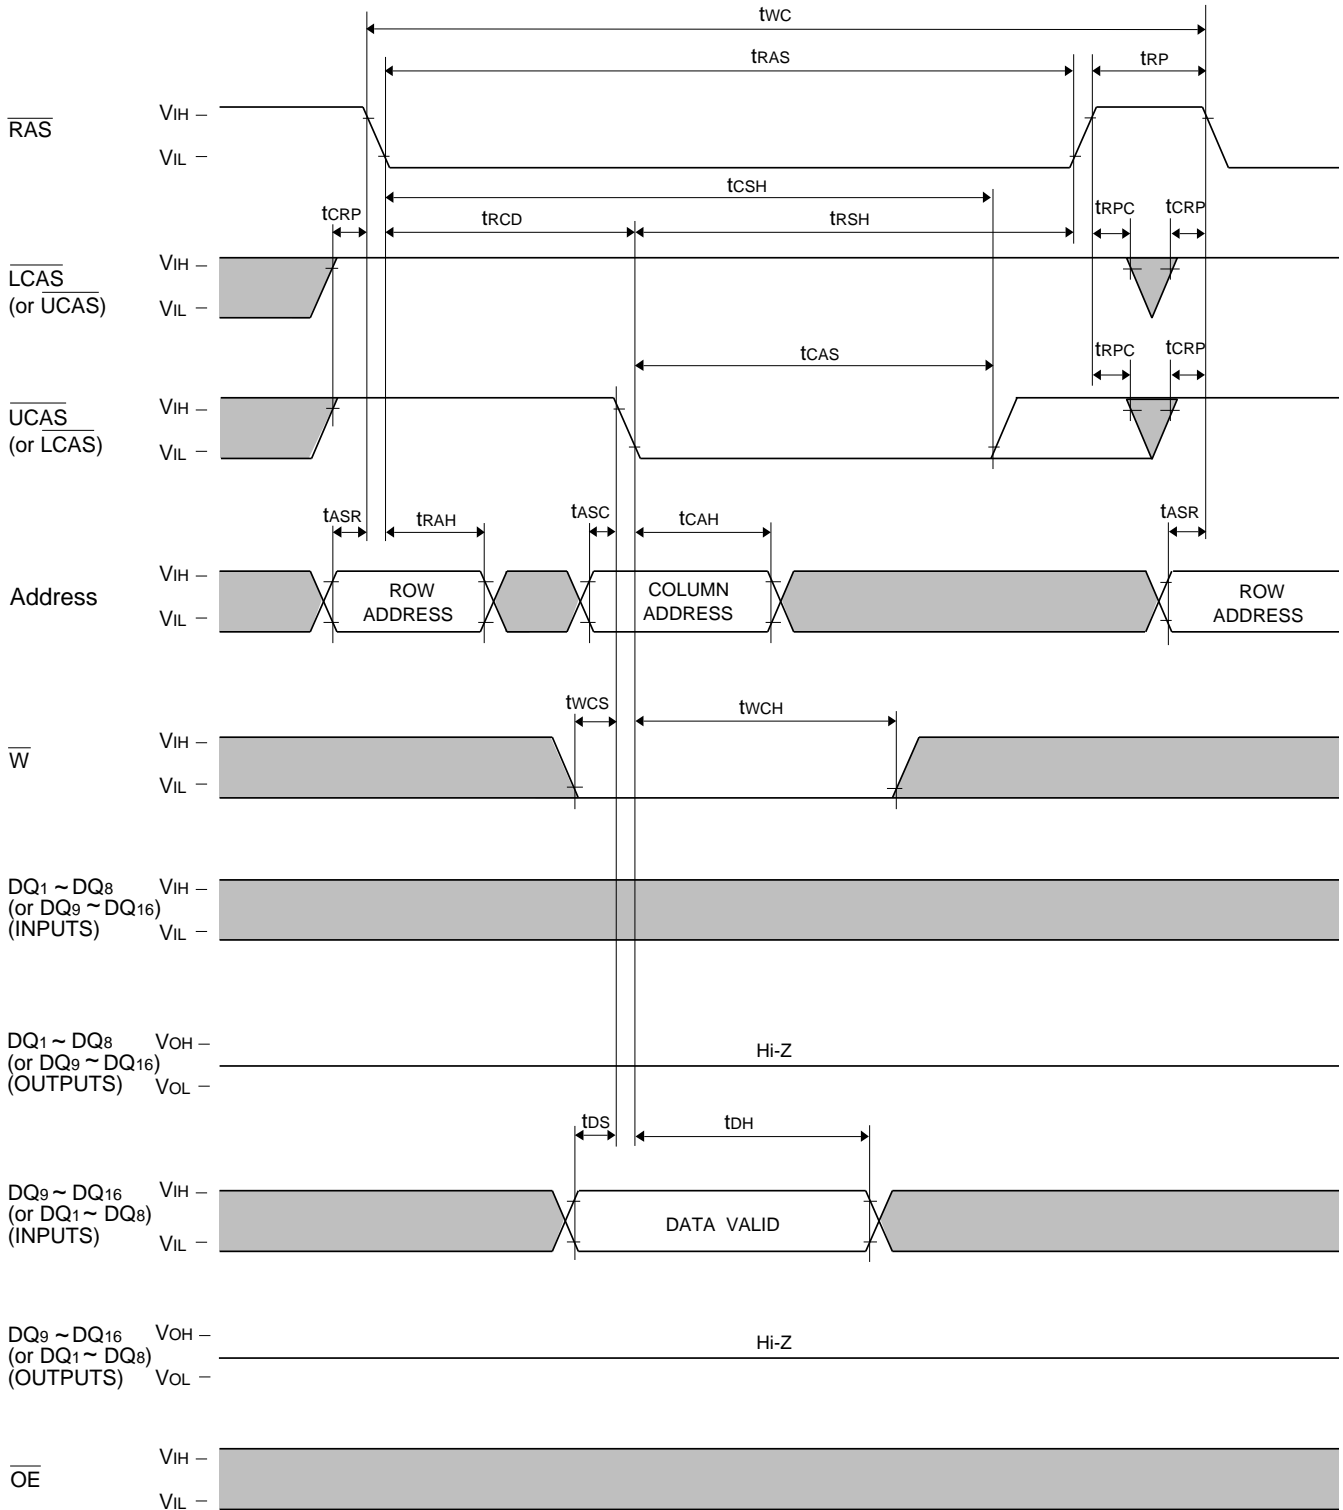 tWC
tRAS
tRP
RAS
VIH –
VIL –
tCSH
tCRP
tRCD
tRSH
tRPC
tCRP
LCAS
(or UCAS)
VIH –
VIL –
tCAS
tRPC
tCRP
UCAS
(or LCAS)
VIH –
VIL –
tASR
tRAH
tASC
tCAH
tASR
Address
VIH –
VIL –
ROW
ADDRESS
COLUMN
ADDRESS
ROW
ADDRESS
tWCS
tWCH
W
VIH –
VIL –
DQ1 ~ DQ8
(or DQ9 ~ DQ16)
(INPUTS)
VIH –
VIL –
DQ1 ~ DQ8
(or DQ9 ~ DQ16)
(OUTPUTS)
VOH –
VOL –
Hi-Z
tDS
tDH
DQ9 ~ DQ16
(or DQ1 ~ DQ8)
(INPUTS)
VIH –
VIL –
DATA VALID
DQ9 ~ DQ16
(or DQ1 ~ DQ8)
(OUTPUTS)
VOH –
VOL –
Hi-Z
OE
VIH –
VIL –